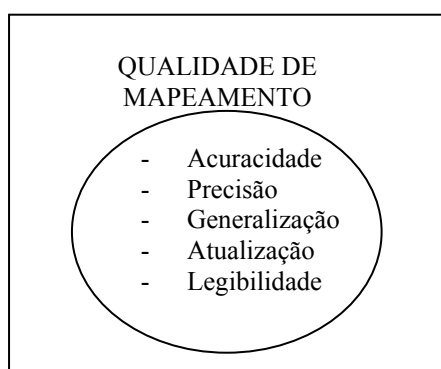 QUALIDADE DE
MAPEAMENTO
- Acuracidade
- Precisão
- Generalização
- Atualização
- Legibilidade